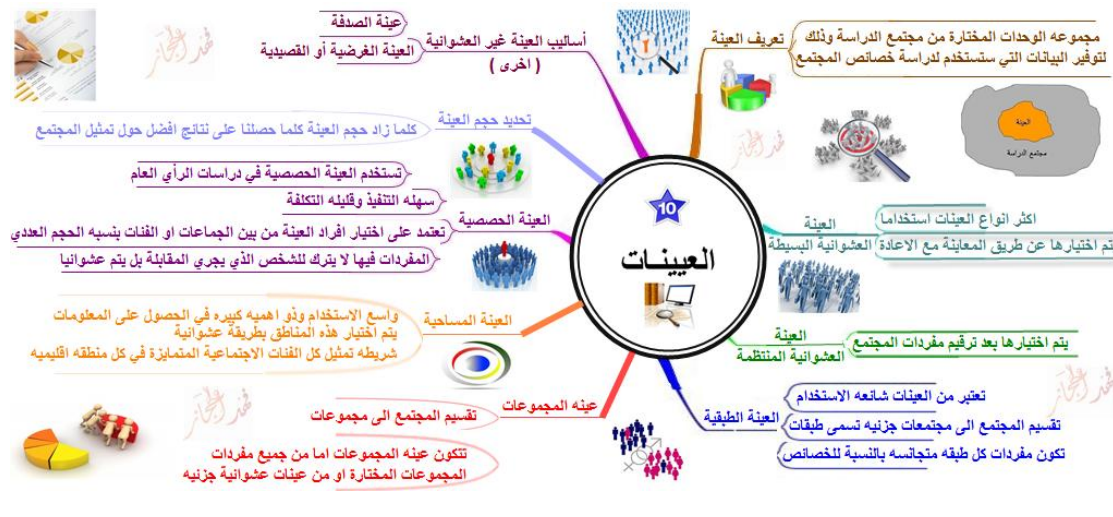 10
العيينات
تعريف العينة
مجموعه الوحدات المختارة من مجتمع الدراسة وذلك
لتوفير البيانات التي ستستخدم لدراسة خصائص المجتمع
العينة
مجتمع الدراسة
العينة
العشوائية البسيطة
اكثر انواع العينات استخداما
يتم اختيارها عن طريق المعاينة مع الاعادة
العينة
العشوائية المنتظمة
يتم اختيارها بعد ترقيم مفردات المجتمع
العينة الطبقية
تعتبر من العينات شائعه الاستخدام
تقسيم المجتمع الى مجتمعات جزئيه تسمى طبقات
تكون مفردات كل طبقه متجانسه بالنسبة للخصائص
عينه المجموعات
تقسيم المجتمع الى مجموعات
تتكون عينه المجموعات اما من جميع مفردات
المجموعات المختارة او من عينات عشوائية جزئيه
العينة المساحية
واسع الاستخدام وذو اهميه كبيره في الحصول على المعلومات
يتم اختيار هذه المناطق بطريقة عشوائية
شريطه تمثيل كل الفئات الاجتماعية المتمايزة في كل منطقه اقليميه
العينة الحصصية
تستخدم العينة الحصصية في دراسات الرأي العام
سهله التنفيذ وقليله التكلفة
تعتمد على اختيار افراد العينة من بين الجماعات او الفئات بنسبه الحجم العددي
المفردات فيها لا يترك للشخص الذي يجري المقابلة بل يتم عشوائيا
تحديد حجم العينة
كلما زاد حجم العينة كلما حصلنا على نتائج افضل حول تمثيل المجتمع
أساليب العينة غير العشوائية
( اخرى )
عينة الصدفة
العينة الغرضية أو القصيدية